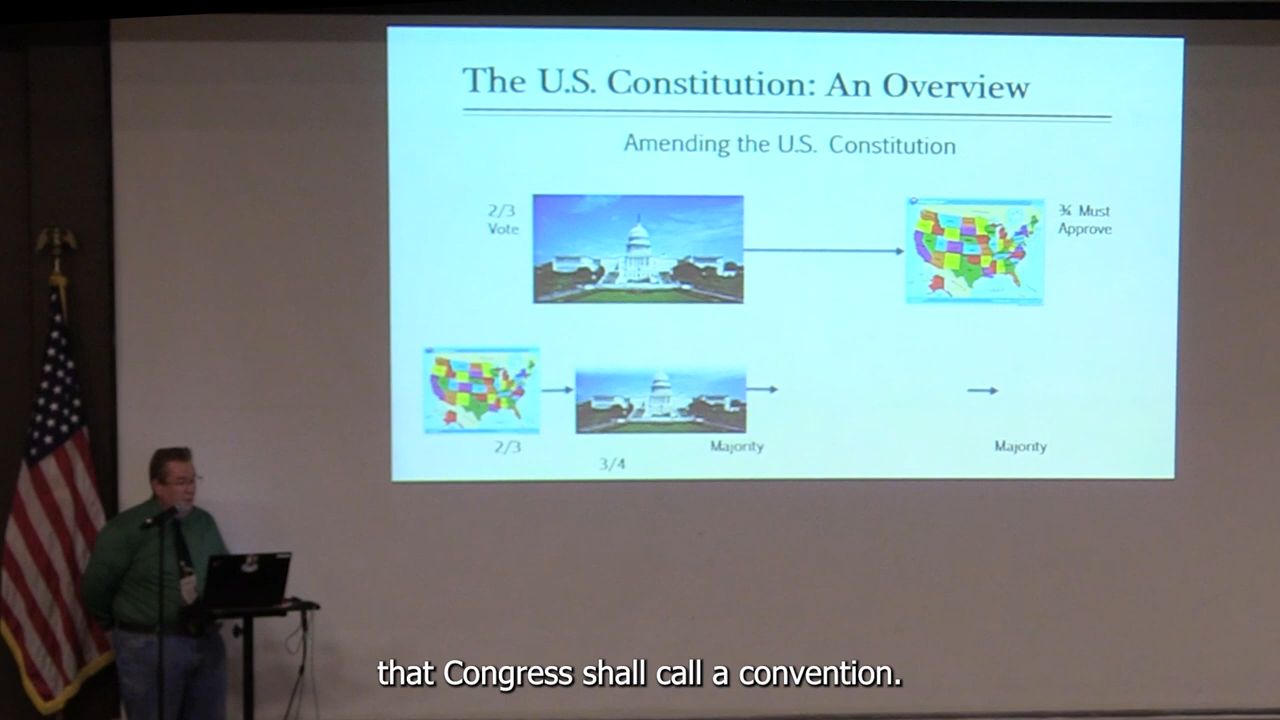 The U.S. Constitution: An Overview
Amending the U.S. Constitution
2/3
Vote
¾ Must
Approve
2/3
3/4
Majority
Majority
that Congress shall call a convention.